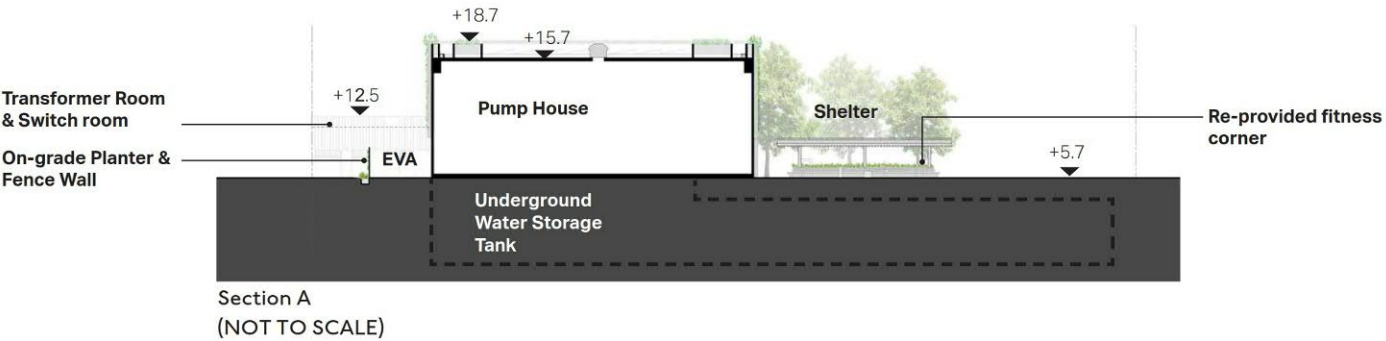 +18.7
+15.7
+12.5
Transformer Room
& Switch room
Pump House
Shelter
Re-provided fitness
corner
On-grade Planter &
Fence Wall
EVA
+5.7
Underground
Water Storage
Tank
Section A
(NOT TO SCALE)